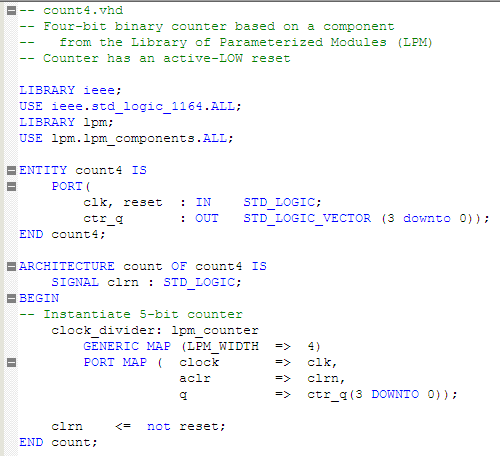 -- count4.vhd
-- Four-bit binary counter based on a component
--   from the Library of Parameterized Modules (LPM)
-- Counter has an active-LOW reset
LIBRARY ieee;
USE ieee.std_logic_1164.ALL;
LIBRARY lpm;
USE lpm.lpm_components.ALL;
ENTITY count4 IS
    PORT(
        clk, reset  : IN    STD_LOGIC;
        ctr_q       : OUT   STD_LOGIC_VECTOR (3 downto 0));
END count4;
ARCHITECTURE count OF count4 IS
    SIGNAL clrn : STD_LOGIC;
BEGIN
-- Instantiate 5-bit counter
    clock_divider: lpm_counter
        GENERIC MAP (LPM_WIDTH  =>  4)
        PORT MAP (  clock       =>  clk,
                    aclr        =>  clrn,
                    q           =>  ctr_q(3 DOWNTO 0));
    clrn    <=  not reset;
END count;